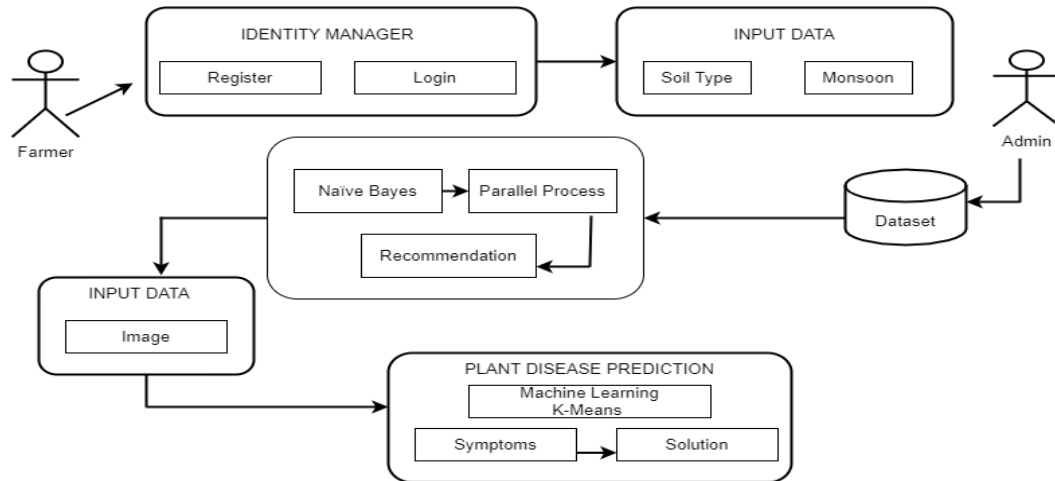 IDENTITY MANAGER
Register
Login
INPUT DATA
Soil Type
Monsoon
Farmer
Admin
Naïve Bayes
Parallel Process
Recommendation
Dataset
INPUT DATA
Image
PLANT DISEASE PREDICTION
Machine Learning
K-Means
Symptoms
Solution